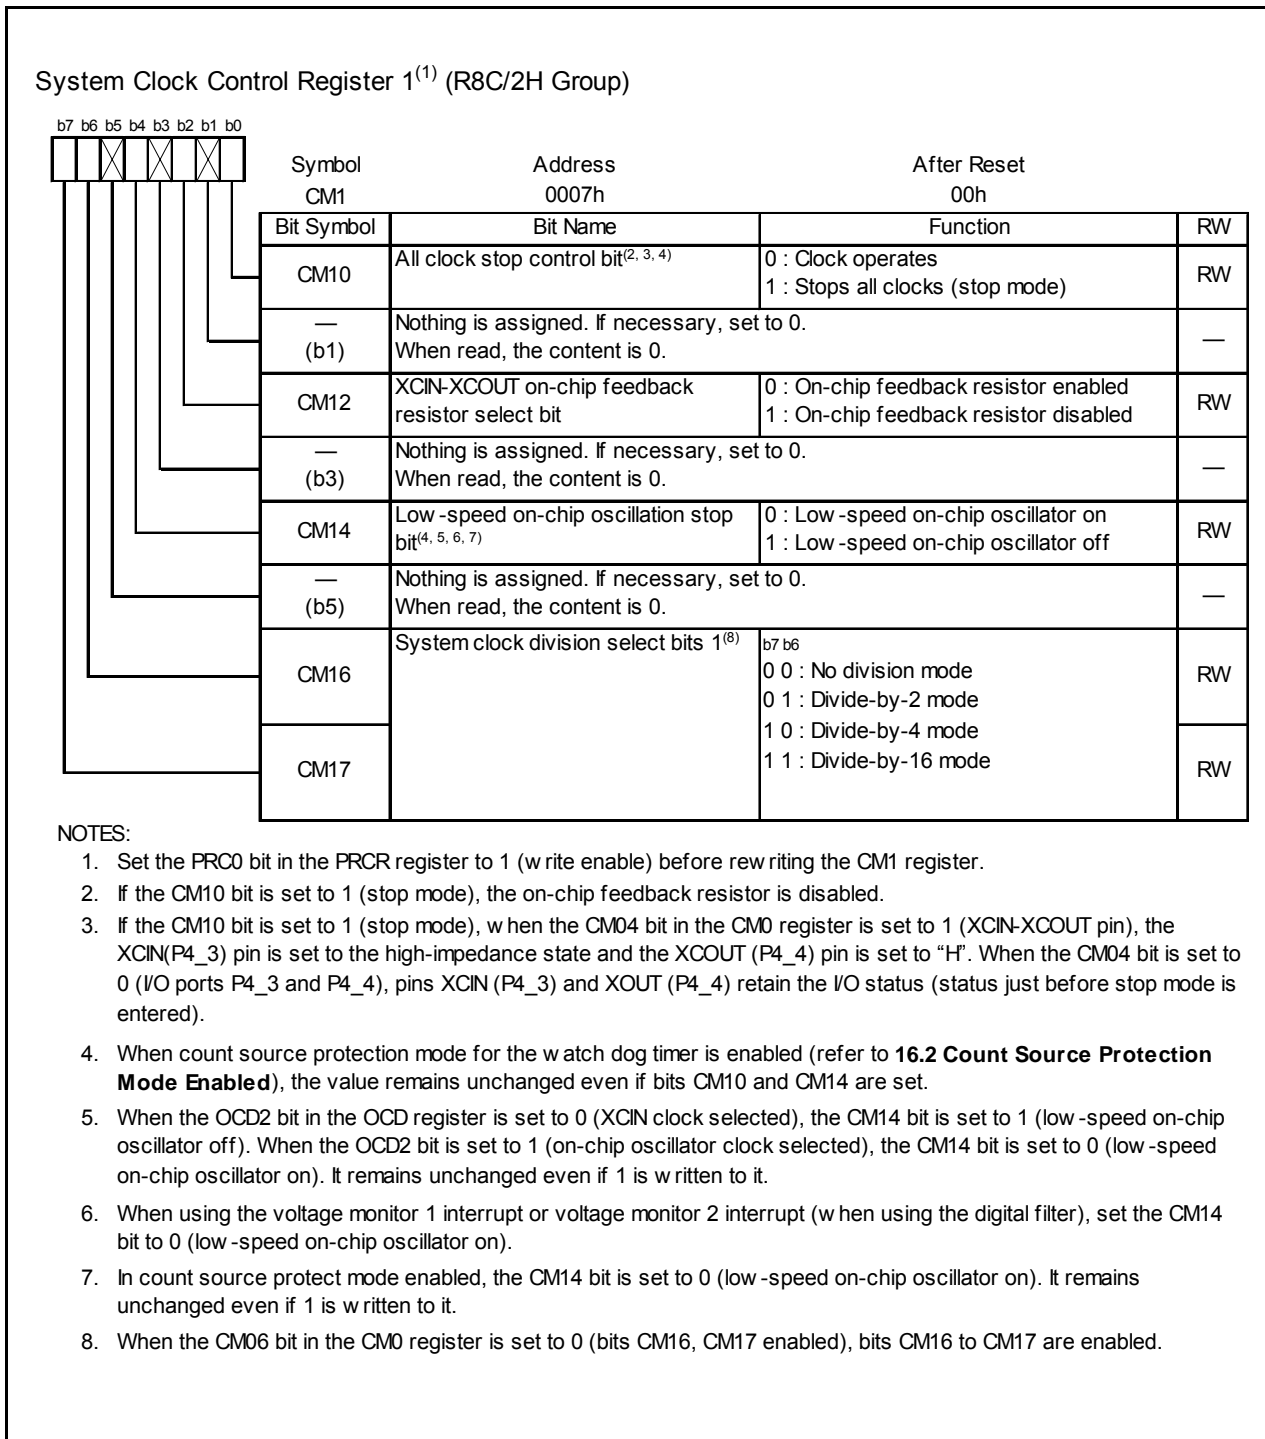 System Clock Control Register 1(1) (R8C/2H Group)
b7 b6 b5 b4 b3 b2 b1 b0
Symbol Address After Reset
CM1 0007h 00h
Bit Symbol Bit Name Function RW
CM10 All clock stop control bit(2, 3, 4) 0 : Clock operates RW
1 : Stops all clocks (stop mode)
— Nothing is assigned. If necessary, set to 0. —
(b1) When read, the content is 0.
CM12 XCIN-XCOUT on-chip feedback 0 : On-chip feedback resistor enabled RW
resistor select bit 1 : On-chip feedback resistor disabled
— Nothing is assigned. If necessary, set to 0. —
(b3) When read, the content is 0.
CM14 Low-speed on-chip oscillation stop 0 : Low-speed on-chip oscillator on RW
bit(4, 5, 6, 7) 1 : Low-speed on-chip oscillator off
— Nothing is assigned. If necessary, set to 0. —
(b5) When read, the content is 0.
System clock division select bits 1(8) b7 b6
CM16 0 0 : No division mode RW
0 1 : Divide-by-2 mode
1 0 : Divide-by-4 mode
CM17 1 1 : Divide-by-16 mode RW
NOTES:
1. Set the PRC0 bit in the PRCR register to 1 (write enable) before rewriting the CM1 register.
2. If the CM10 bit is set to 1 (stop mode), the on-chip feedback resistor is disabled.
3. If the CM10 bit is set to 1 (stop mode), when the CM04 bit in the CM0 register is set to 1 (XCIN-XCOUT pin), the
XCIN(P4_3) pin is set to the high-impedance state and the XCOUT (P4_4) pin is set to “H”. When the CM04 bit is set to
0 (I/O ports P4_3 and P4_4), pins XCIN (P4_3) and XOUT (P4_4) retain the I/O status (status just before stop mode is
entered).
4. When count source protection mode for the watch dog timer is enabled (refer to 16.2 Count Source Protection
Mode Enabled), the value remains unchanged even if bits CM10 and CM14 are set.
5. When the OCD2 bit in the OCD register is set to 0 (XCIN clock selected), the CM14 bit is set to 1 (low-speed on-chip
oscillator off). When the OCD2 bit is set to 1 (on-chip oscillator clock selected), the CM14 bit is set to 0 (low-speed
on-chip oscillator on). It remains unchanged even if 1 is written to it.
6. When using the voltage monitor 1 interrupt or voltage monitor 2 interrupt (when using the digital filter), set the CM14
bit to 0 (low-speed on-chip oscillator on).
7. In count source protect mode enabled, the CM14 bit is set to 0 (low-speed on-chip oscillator on). It remains
unchanged even if 1 is written to it.
8. When the CM06 bit in the CM0 register is set to 0 (bits CM16, CM17 enabled), bits CM16 to CM17 are enabled.